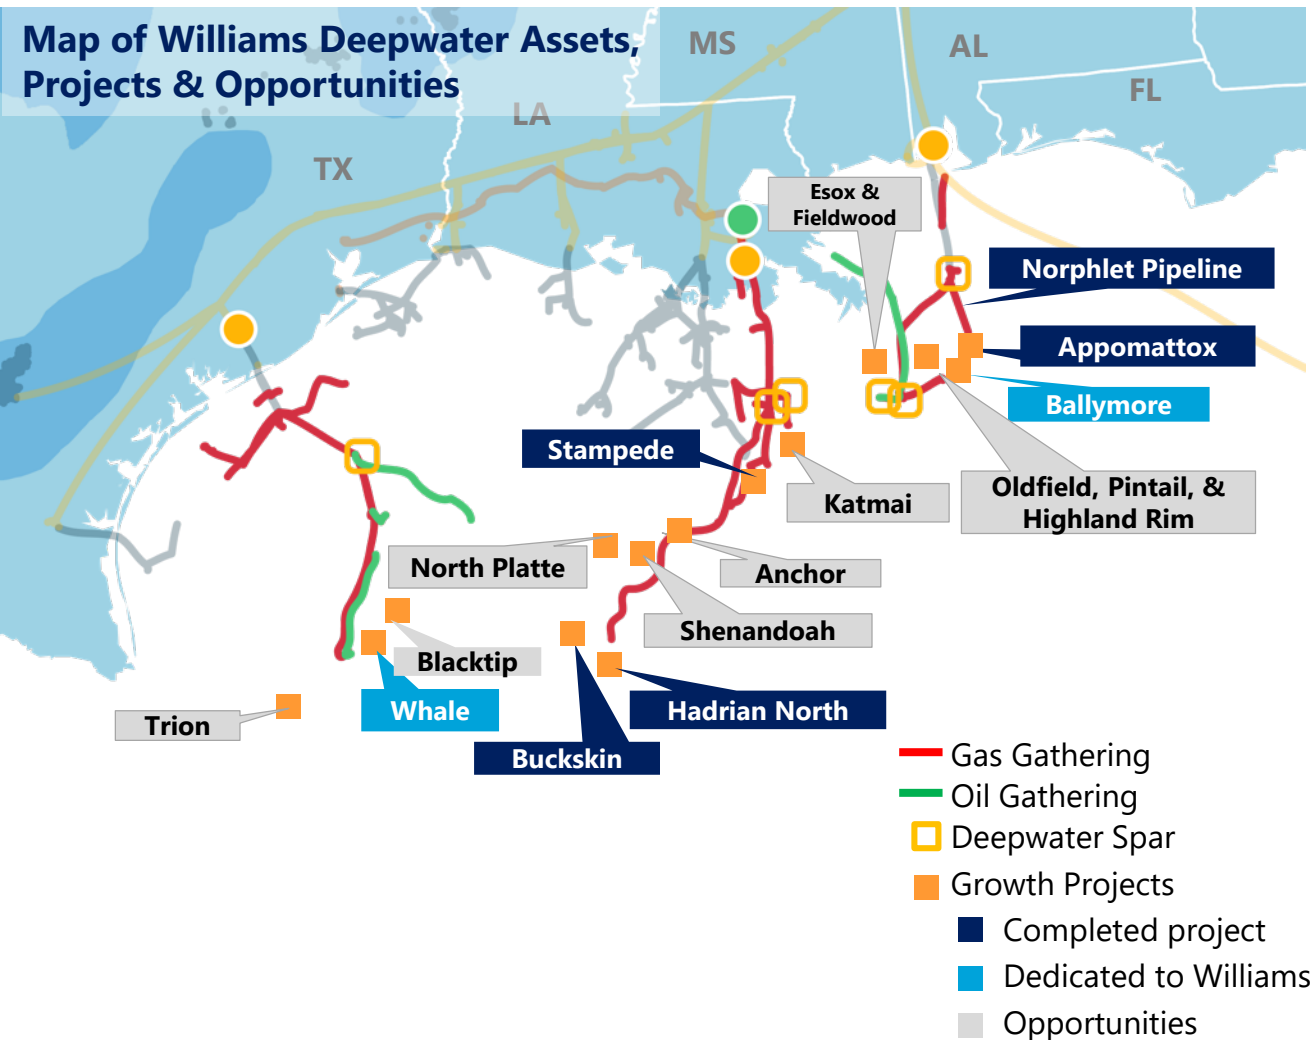 Map of Williams Deepwater Assets,
Projects & Opportunities
MS
AL
FL
LA
TX
Esox &
Fieldwood
Norphlet Pipeline
Appomattox
Ballymore
Stampede
Katmai
Oldfield, Pintail, &
Highland Rim
North Platte
Anchor
Shenandoah
Blacktip
Whale
Hadrian North
Trion
Buckskin
Gas Gathering
Oil Gathering
Deepwater Spar
Growth Projects
Completed project
Dedicated to Williams
Opportunities